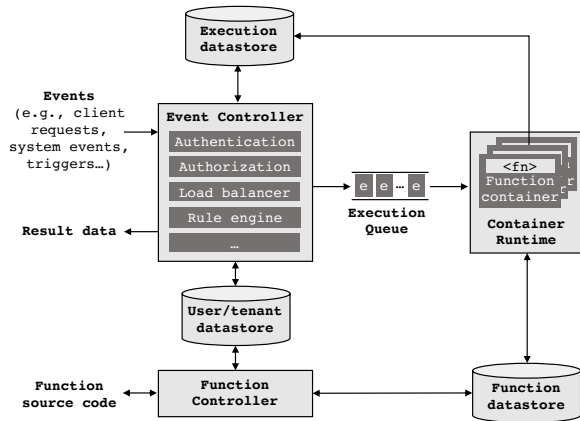 Execution
datastore
Events
(e.g., client
requests,
system events,
triggers…)
Event Controller
Authentication
Authorization
Load balancer
Rule engine
…
Result data
e e … e
Execution
Queue
<fn>
Function
container
Container
Runtime
User/tenant
datastore
Function
source code
Function
Controller
Function
datastore